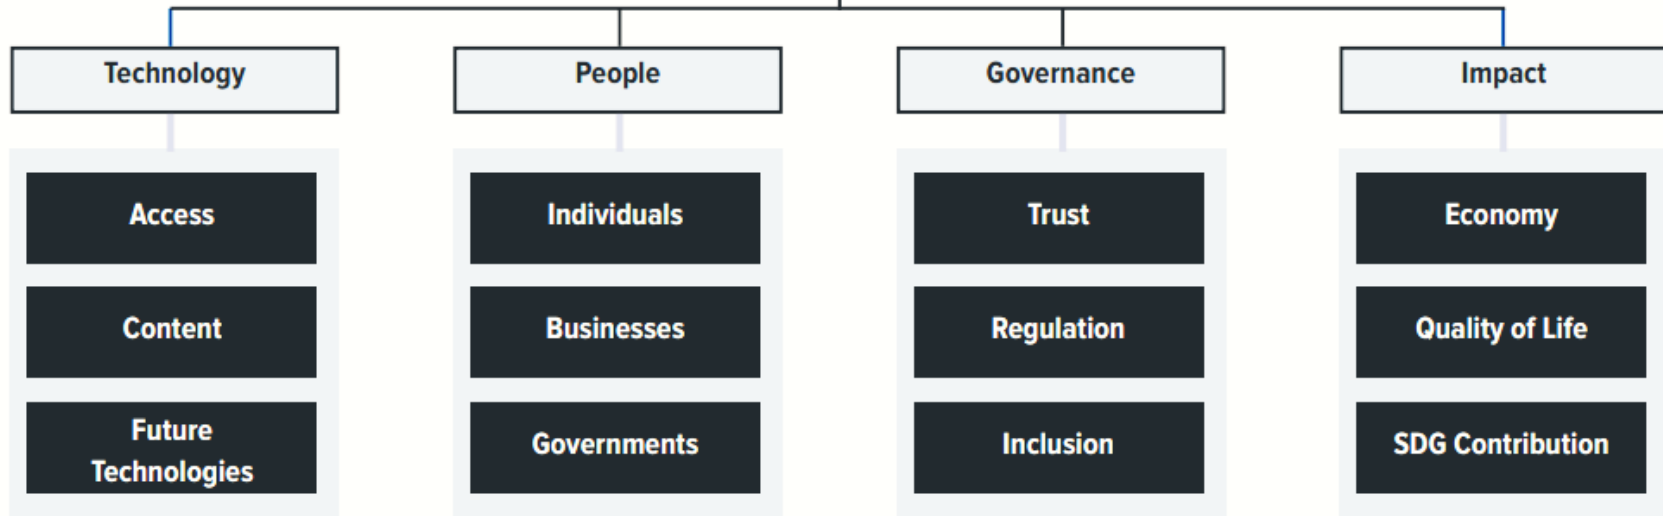 Technology
People
Governance
Impact
Access
Individuals
Trust
Economy
Content
Businesses
Regulation
Quality of Life
Future
Technologies
Governments
Inclusion
SDG Contribution